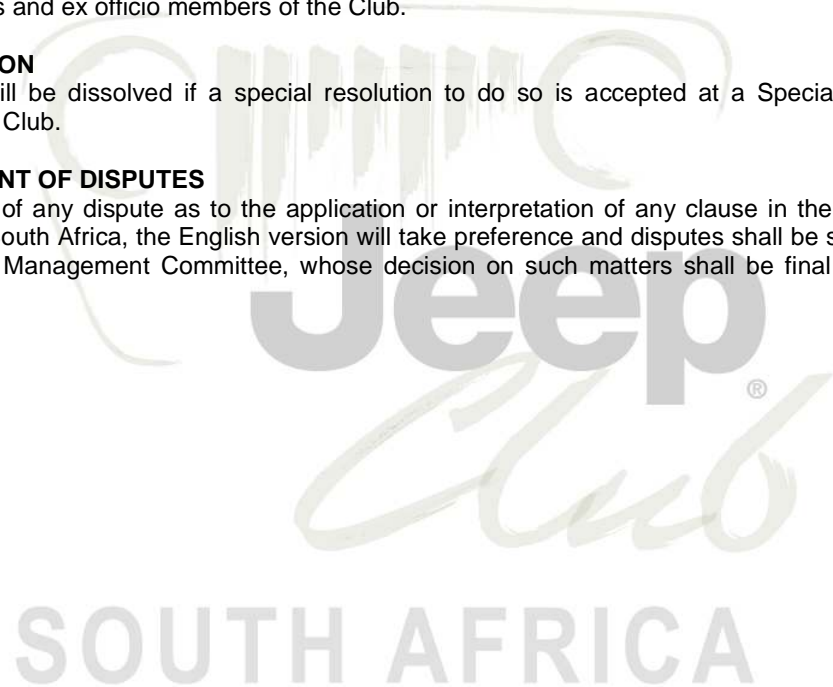 s and ex officio members of the Club.
ON
ill be dissolved if a special resolution to do so is accepted at a Specia
Club.
NT OF DISPUTES
of any dispute as to the application or interpretation of any clause in the
outh Africa, the English version will take preference and disputes shall be s
Management Committee, whose decision on such matters shall be final
Jeep
®
Club
SOUTH AFRICA